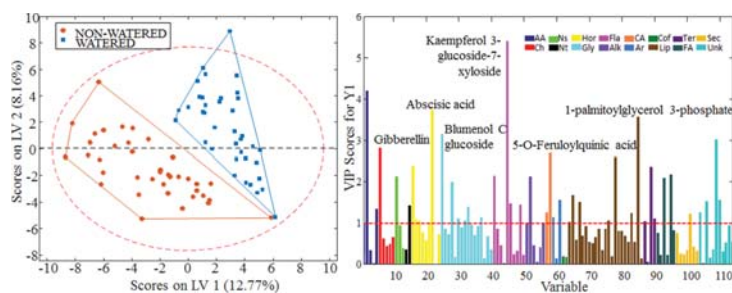 NON-WATERED
WATERED
10
8
6
4
2
0
-2
-4
-6
-8
Scores on LV 2 (8.16%)
-10 -8 -6 -4 -2 0 2 4 6 8 10
Scores on LV 1 (12.77%)
Kaempferol 3-
glucoside-7-
xyloside
AA Ns Hor Fla CA Cof Ter Sec
Ch Nt Gly Alk Ar Lip FA Unk
Abscisic acid
1-palmitoylglycerol 3-phosphate
Gibberellin
Blumenol C
glucoside
5-O-Feruloylquinic acid
6
5
4
3
2
1
0
VIP Scores for Y1
10 20 30 40 50 60 70 80 90 100 110
Variable